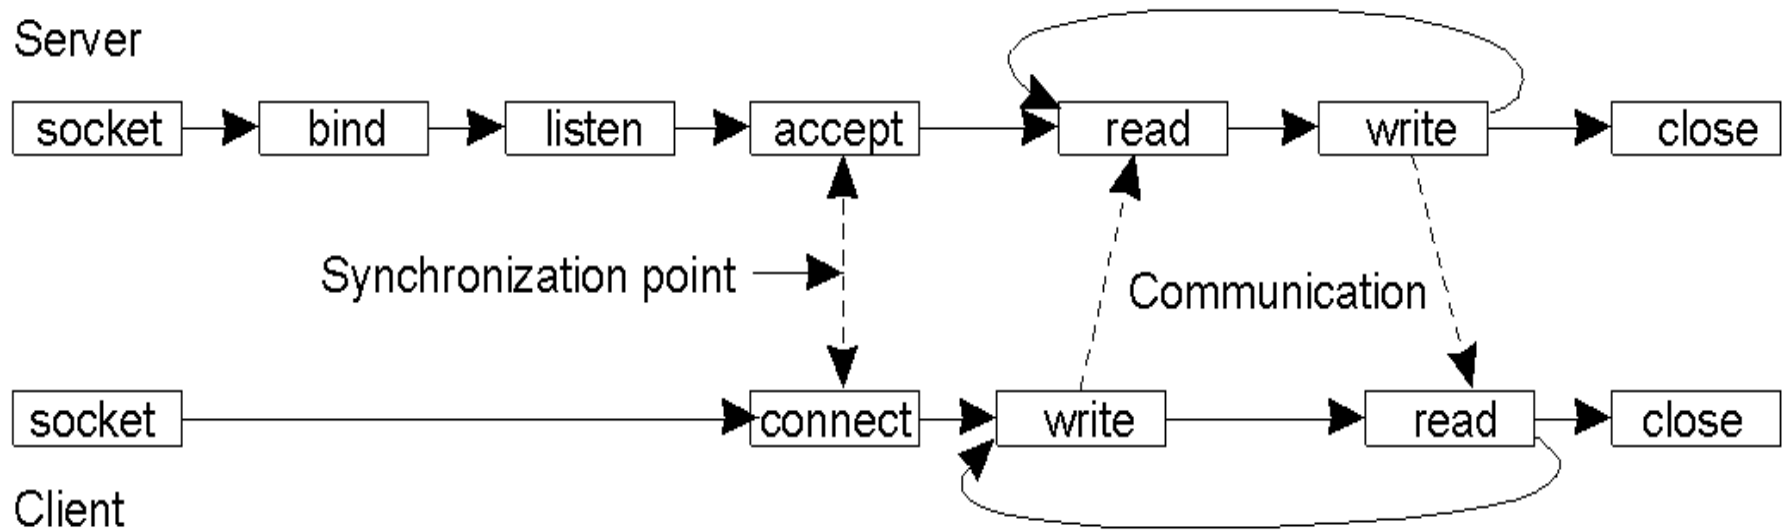 Server
socket bind listen accept read write close
Synchronization point
Communication
socket connect write read close
Client